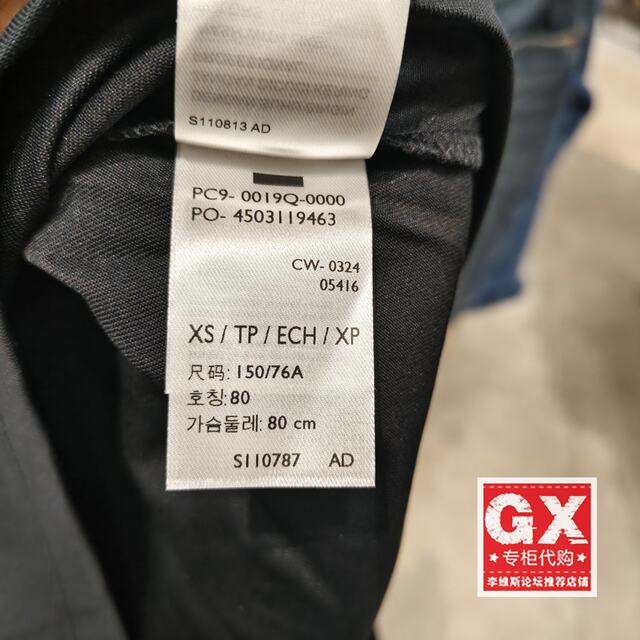 S110813 AD
PC9- 0019Q-0000
PO- 4503119463
CW- 0324
05416
XS / TP / ECH / XP
尺码: 150/76A
호칭: 80
가슴둘레: 80 cm
S110787 AD
GX
专柜代购
李维斯论坛推荐店铺